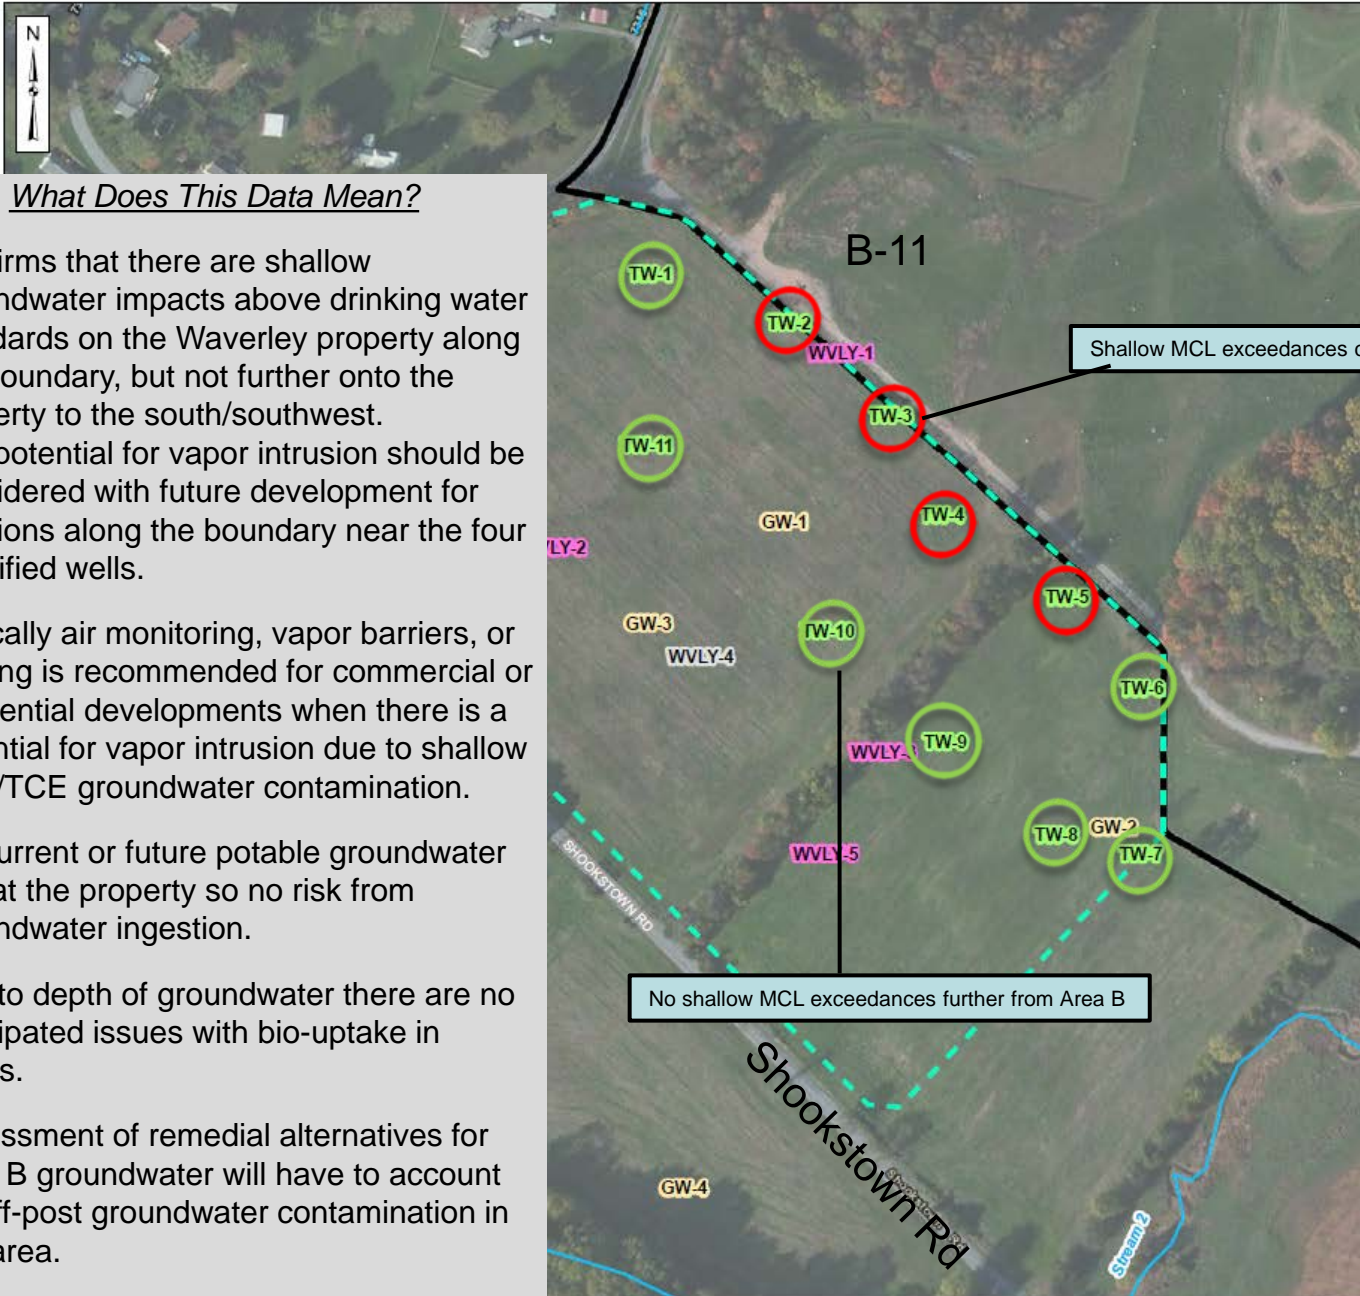 N
What Does This Data Mean?
irms that there are shallow
ndwater impacts above drinking water
dards on the Waverley property along
oundary, but not further onto the
erty to the south/southwest.
potential for vapor intrusion should be
idered with future development for
ions along the boundary near the four
ified wells.
cally air monitoring, vapor barriers, or
ing is recommended for commercial or
ential developments when there is a
ntial for vapor intrusion due to shallow
/TCE groundwater contamination.
urrent or future potable groundwater
at the property so no risk from
ndwater ingestion.
to depth of groundwater there are no
ipated issues with bio-uptake in
s.
ssment of remedial alternatives for
B groundwater will have to account
ff-post groundwater contamination in
area.
B-11
TW-1
TW-2
WVLY-1
Shallow MCL exceedances
TW-3
TW-11
TW-4
GW-1
LY-2
TW-5
GW-3
TW-10
WVLY-4
TW-6
TW-9
WVLY-3
TW-8
GW-2
TW-7
WVLY-5
SHOOKSTOWN RD
No shallow MCL exceedances further from Area B
Shookstown Rd
GW-4
Stream 2